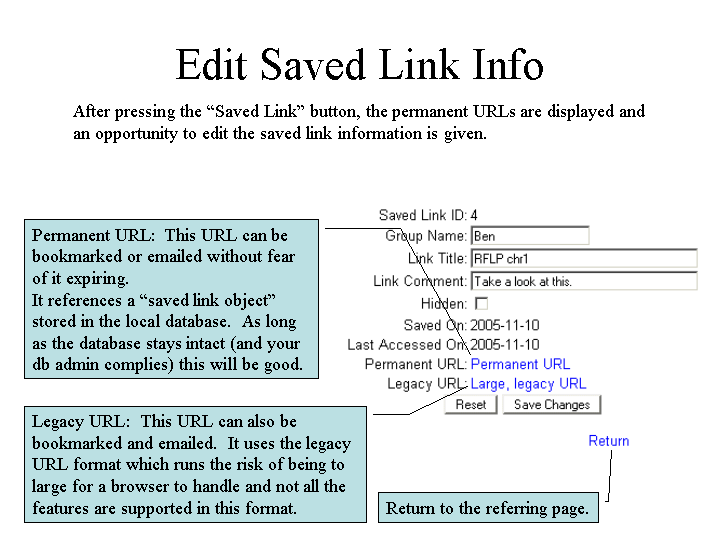 Edit Saved Link Info
After pressing the “Saved Link” button, the permanent URLs are displayed and
an opportunity to edit the saved link information is given.
Permanent URL:  This URL can be
bookmarked or emailed without fear
of it expiring.
It references a “saved link object”
stored in the local database.  As long
as the database stays intact (and your
db admin complies) this will be good.
Legacy URL:  This URL can also be
bookmarked and emailed.  It uses the legacy
URL format which runs the risk of being to
large for a browser to handle and not all the
features are supported in this format.
Saved Link ID: 4
Group Name: Ben
Link Title: RFLP chr1
Link Comment: Take a look at this.
Hidden:
Saved On: 2005-11-10
Last Accessed On: 2005-11-10
Permanent URL: Permanent URL
Legacy URL: Large, legacy URL
Reset Save Changes
Return
Return to the referring page.